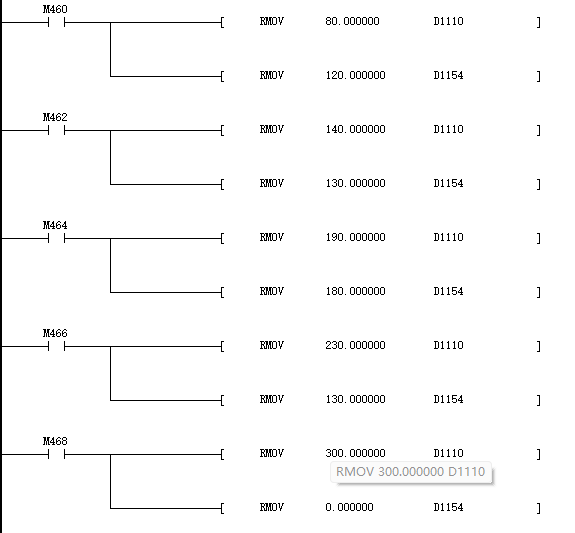 M460
[ RMOV 80.000000 D1110 ]
[ RMOV 120.000000 D1154 ]
M462
[ RMOV 140.000000 D1110 ]
[ RMOV 130.000000 D1154 ]
M464
[ RMOV 190.000000 D1110 ]
[ RMOV 180.000000 D1154 ]
M466
[ RMOV 230.000000 D1110 ]
[ RMOV 130.000000 D1154 ]
M468
[ RMOV 300.000000 D1110 ]
RMOV 300.000000 D1110
[ RMOV 0.000000 D1154 ]